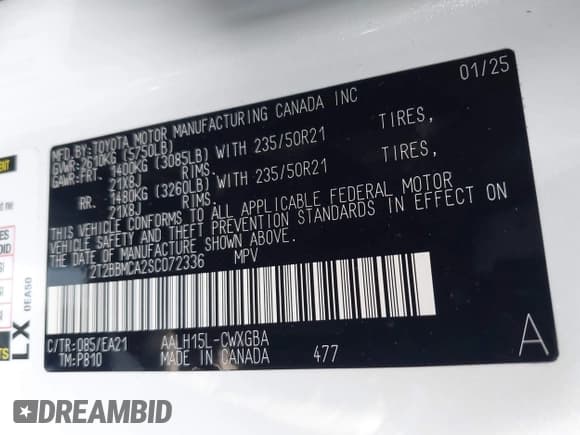 01/25
MFD.BY:TOYOTA MOTOR MANUFACTURING CANADA INC
GVWR:2610KG (5750LB)
GAWR:FRT. 1400KG (3085LB) WITH 235/50R21 TIRES,
21X8J RIMS.
RR. 1480KG (3260LB) WITH 235/50R21 TIRES,
21X8J RIMS.
THIS VEHICLE CONFORMS TO ALL APPLICABLE FEDERAL MOTOR
VEHICLE SAFETY AND THEFT PREVENTION STANDARDS IN EFFECT ON
THE DATE OF MANUFACTURE SHOWN ABOVE.
2T2BBMCA2SC072336 MPV
C/TR:085/EA21 AALH15L-CWXGBA
TM:P810 MADE IN CANADA 477
A
LX
0EA50
DREAMBID